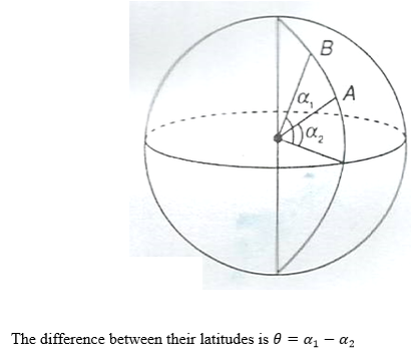 B
A
α₁
α₂
The difference between their latitudes is θ = α₁ − α₂